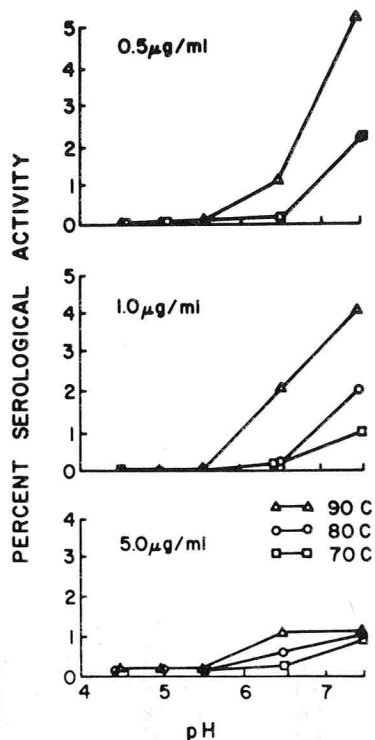 PERCENT SEROLOGICAL ACTIVITY
5
4
3
2
1
0
0.5µg/ml
5
4
3
2
1
0
1.0µg/ml
4
3
2
1
0
5.0µg/ml
90 C
80 C
70 C
4 5 6 7
pH